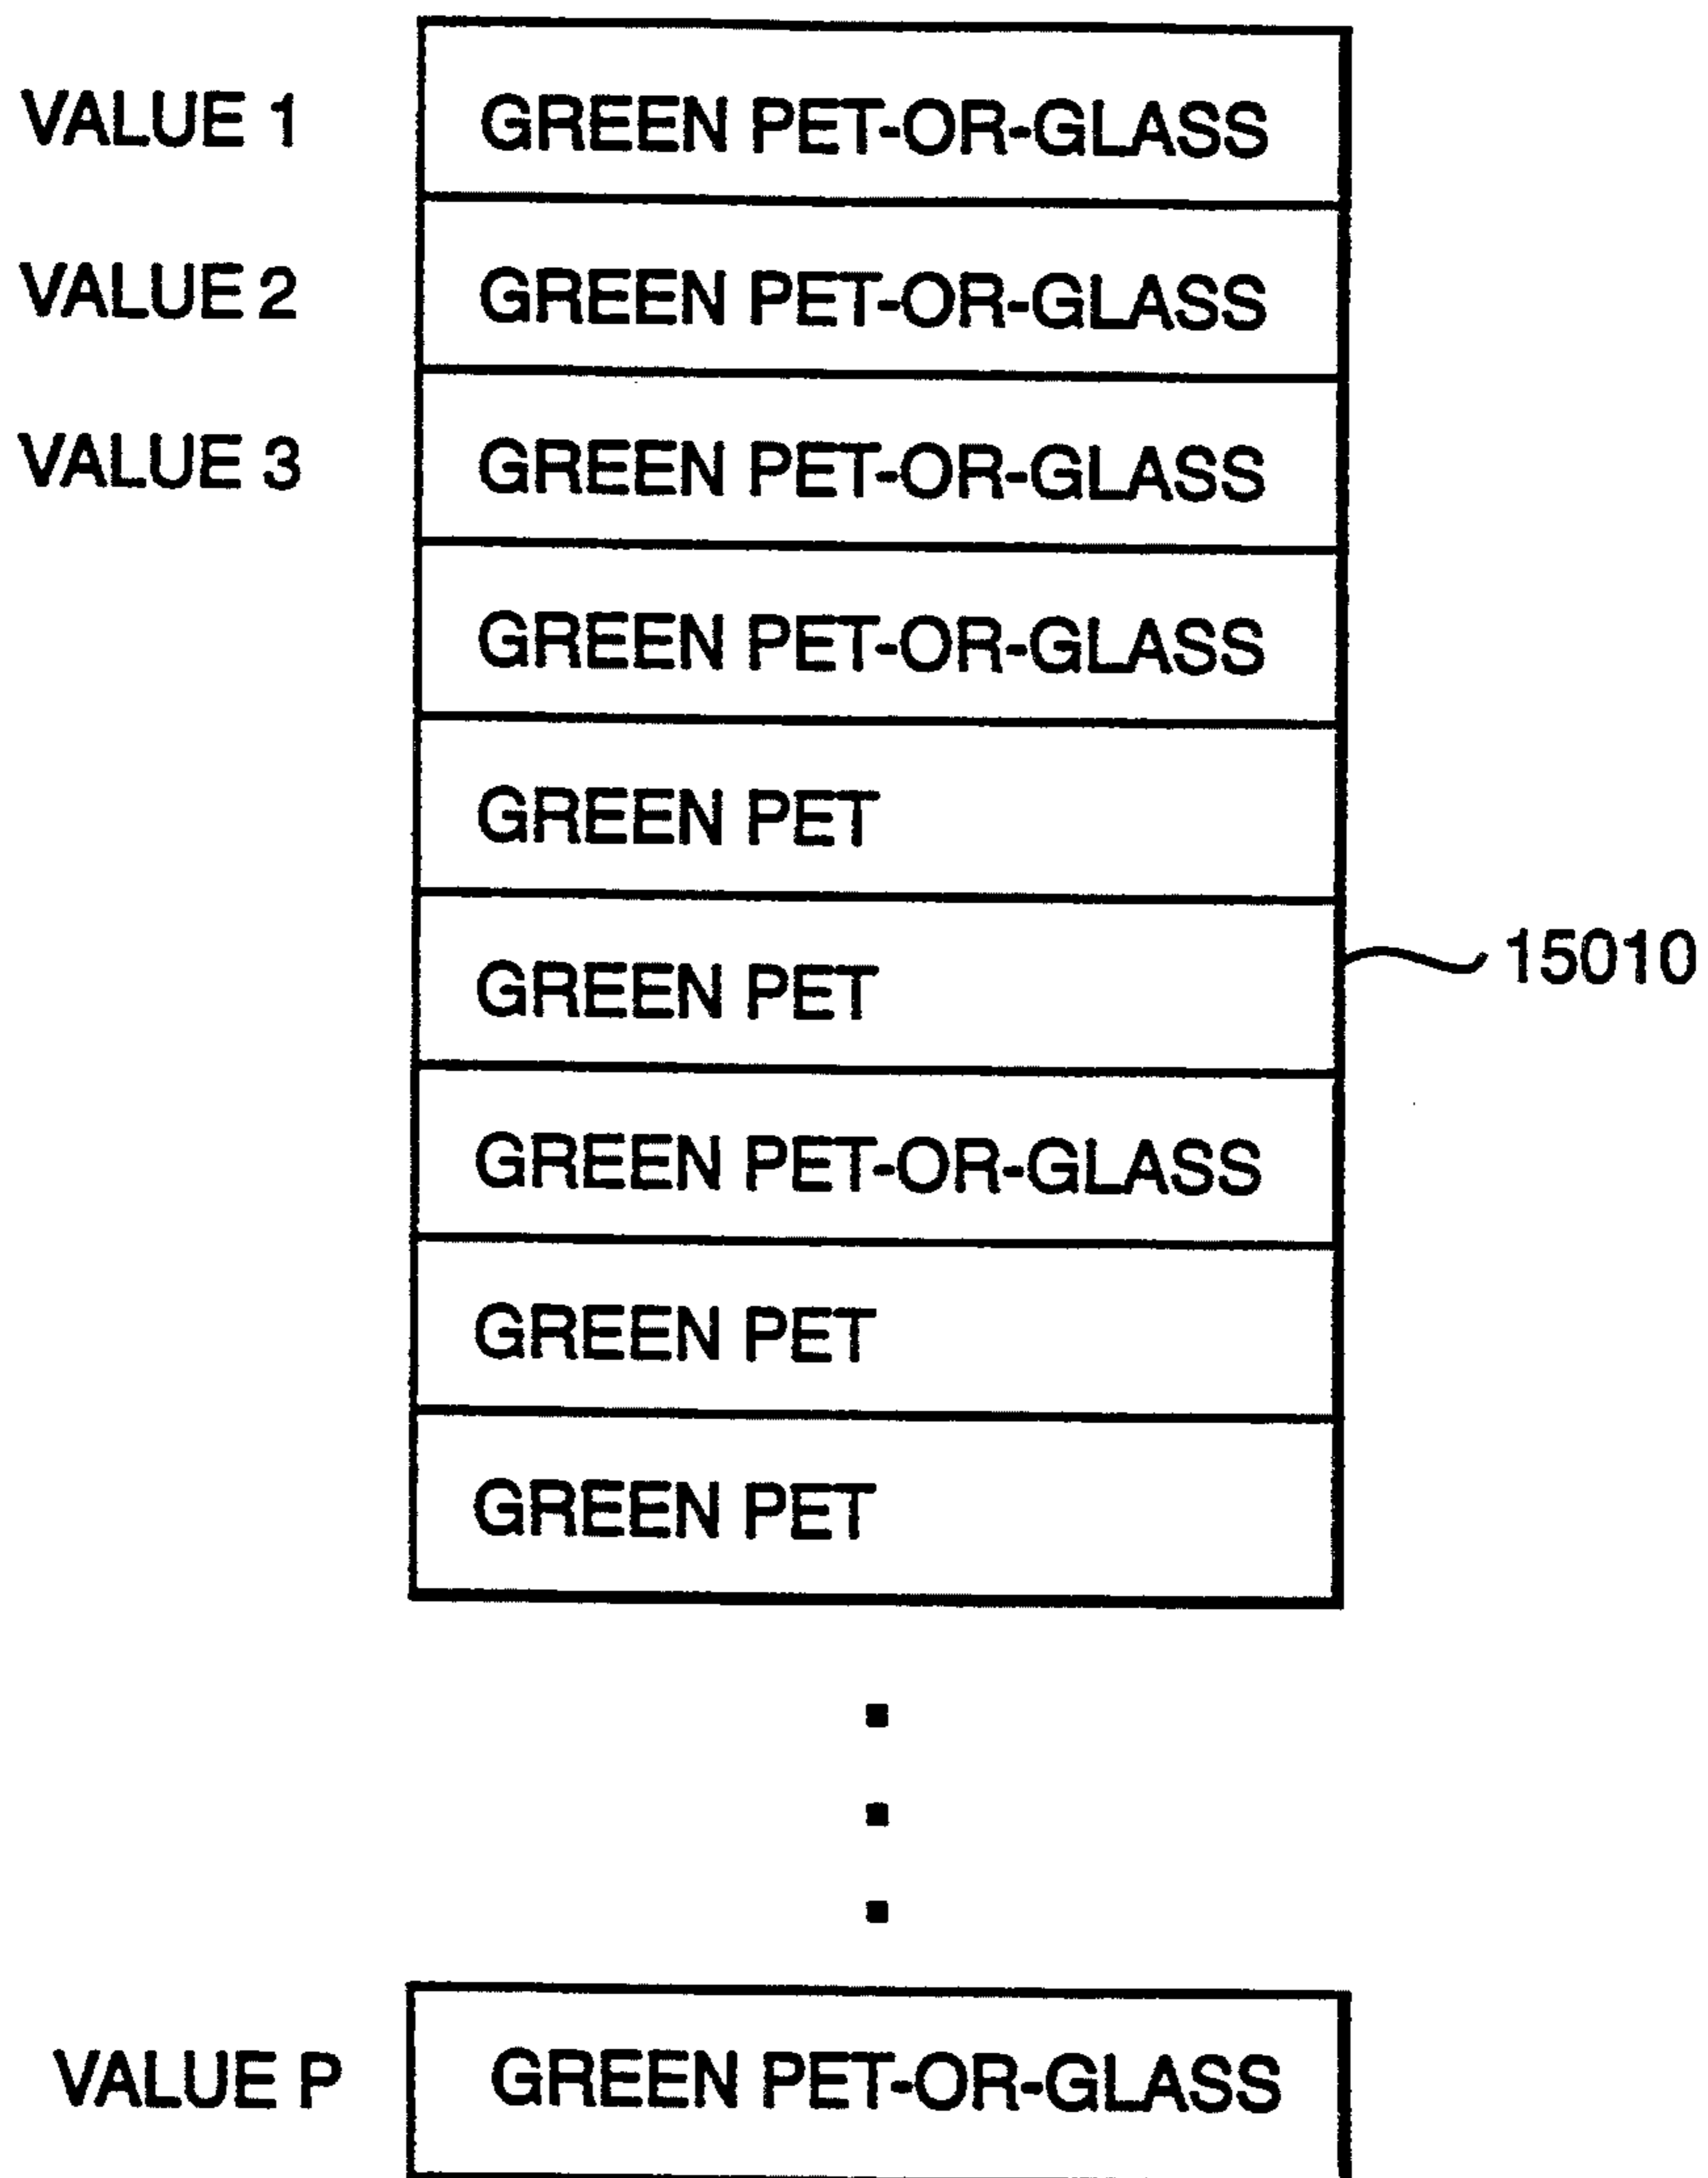 VALUE 1 GREEN PET-OR-GLASS
VALUE 2 GREEN PET-OR-GLASS
VALUE 3 GREEN PET-OR-GLASS
GREEN PET-OR-GLASS
GREEN PET
GREEN PET
15010
GREEN PET-OR-GLASS
GREEN PET
GREEN PET
VALUE P GREEN PET-OR-GLASS